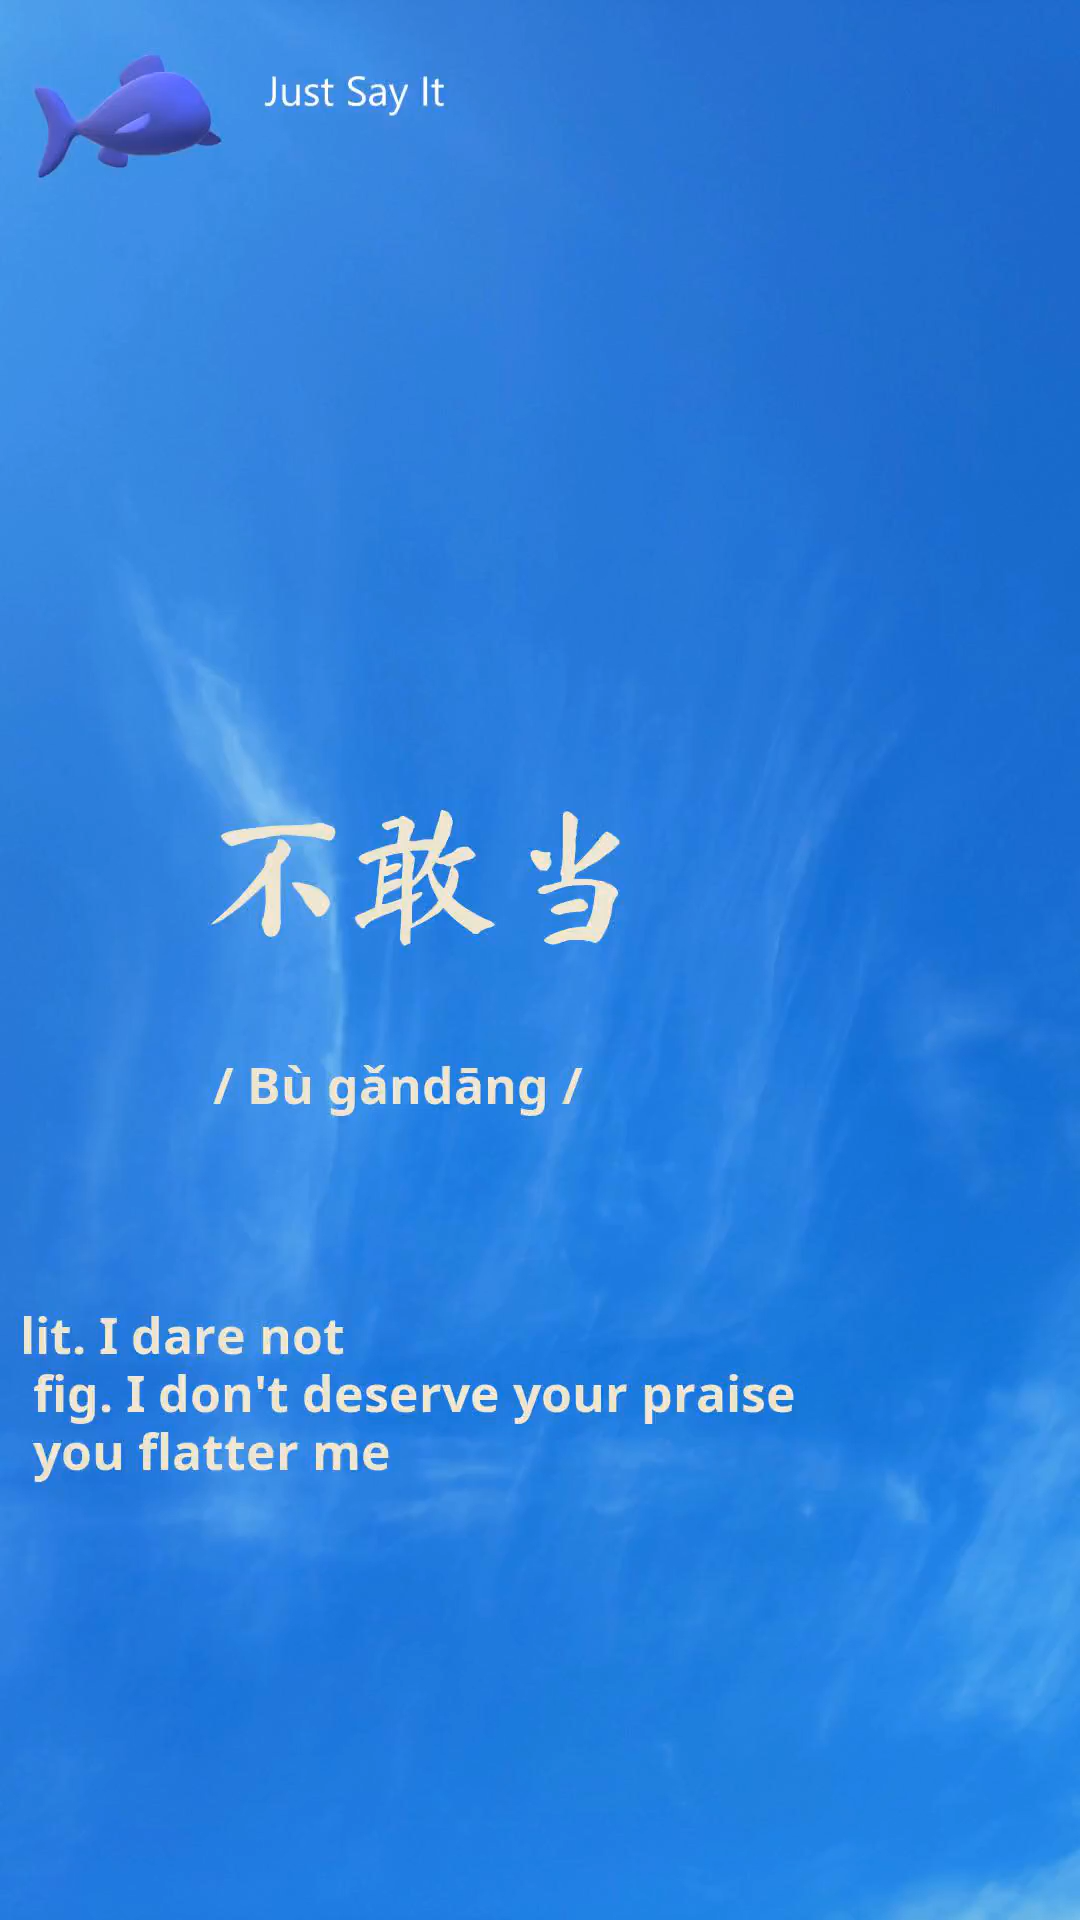 Just Say It
不敢当
/ Bù gǎndāng /
lit. I dare not
fig. I don't deserve your praise
you flatter me